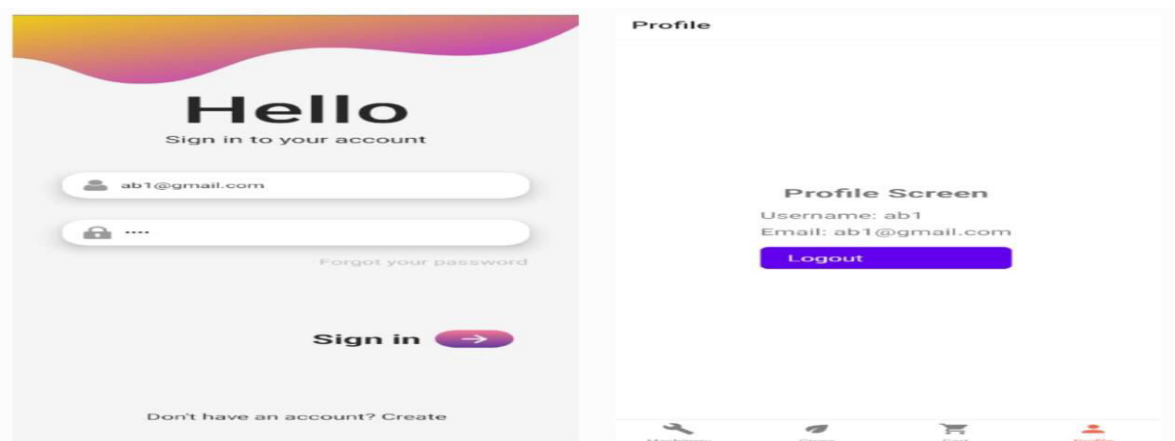 Hello
Sign in to your account
ab1@gmail.com
••••
Forgot your password
Sign in
Don't have an account? Create
Profile
Profile Screen
Username: ab1
Email: ab1@gmail.com
Logout
Profile